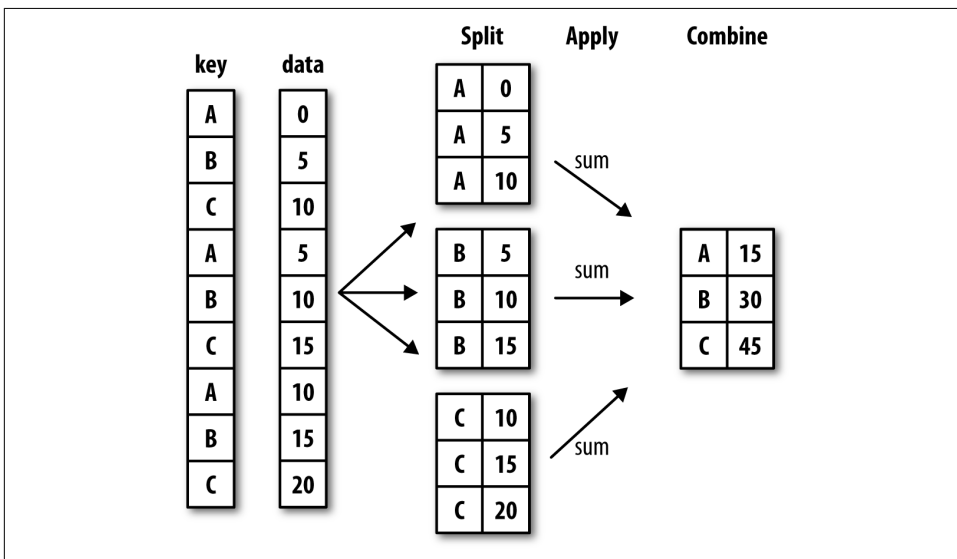 Split Apply Combine
key data
A 0
B 5
C 10
A 5
B 10
C 15
A 10
B 15
C 20
A 0
A 5
A 10
B 5
B 10
B 15
C 10
C 15
C 20
sum
sum
sum
A 15
B 30
C 45